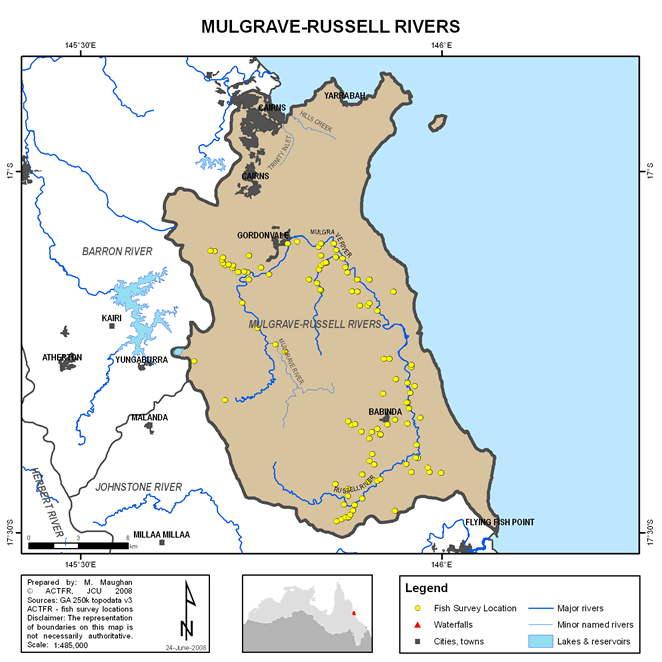 MULGRAVE-RUSSELL RIVERS
145°30'E
146°E
YARRABAH
CAIRNS
HILLS CREEK
TRINITY INLET
17°S
17°S
CAIRNS
GORDONVALE
MULGRAVE RIVER
BARRON RIVER
KAIRI
MULGRAVE-RUSSELL RIVERS
ATHERTON
YUNGABURRA
MULGRAVE RIVER
MALANDA
BABINDA
HERBERT RIVER
JOHNSTONE RIVER
RUSSELL RIVER
FLYING FISH POINT
MILLAA MILLAA
17°30'S
17°30'S
0
3
6
km
145°30'E
146°E
Prepared by: M. Maughan
© ACTFR, JCU 2008
Sources: GA 250k topodata v3
ACTFR - fish survey locations
Disclaimer: The representation
of boundaries on this map is
not necessarily authoritative.
Scale: 1:485,000
N
24-June-2008
Legend
Fish Survey Location
Waterfalls
Cities, towns
Major rivers
Minor named rivers
Lakes & reservoirs